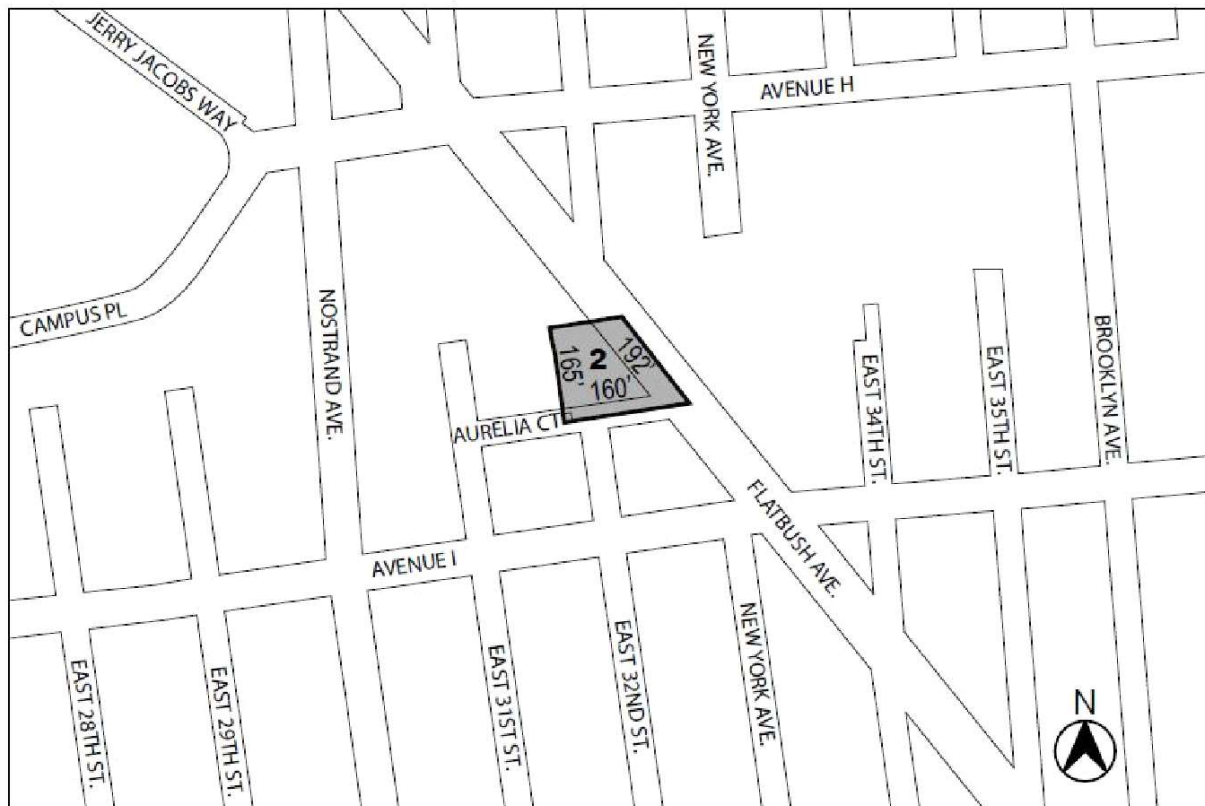 JERRY JACOBS WAY
NEW YORK AVE.
AVENUE H
CAMPUS PL
NOSTRAND AVE.
2
192'
165'
160'
AURELIA CT
EAST 34TH ST.
EAST 35TH ST.
BROOKLYN AVE.
FLATBUSH AVE.
AVENUE I
EAST 28TH ST.
EAST 29TH ST.
EAST 31ST ST.
EAST 32ND ST.
NEW YORK AVE.
N